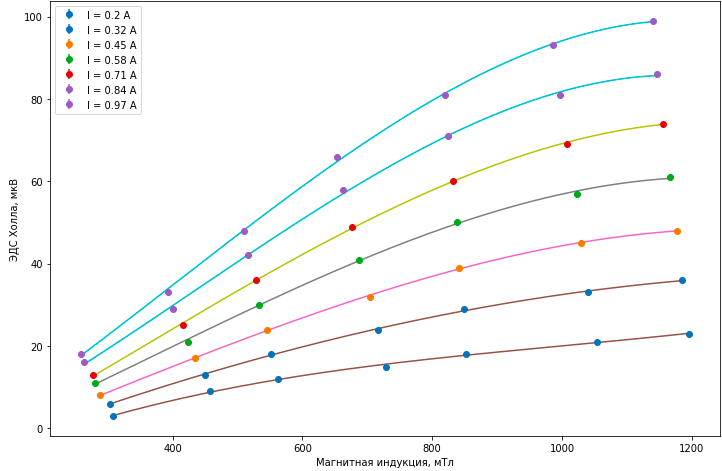 I = 0.2 A
I = 0.32 A
I = 0.45 A
I = 0.58 A
I = 0.71 A
I = 0.84 A
I = 0.97 A
100
80
60
40
20
0
ЭДС Холла, мкВ
400 600 800 1000 1200
Магнитная индукция, мТл